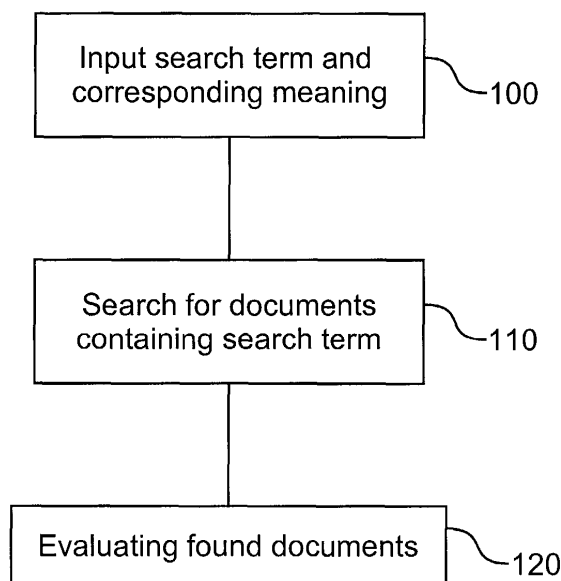 Input search term and
corresponding meaning
100
Search for documents
containing search term
110
Evaluating found documents
120